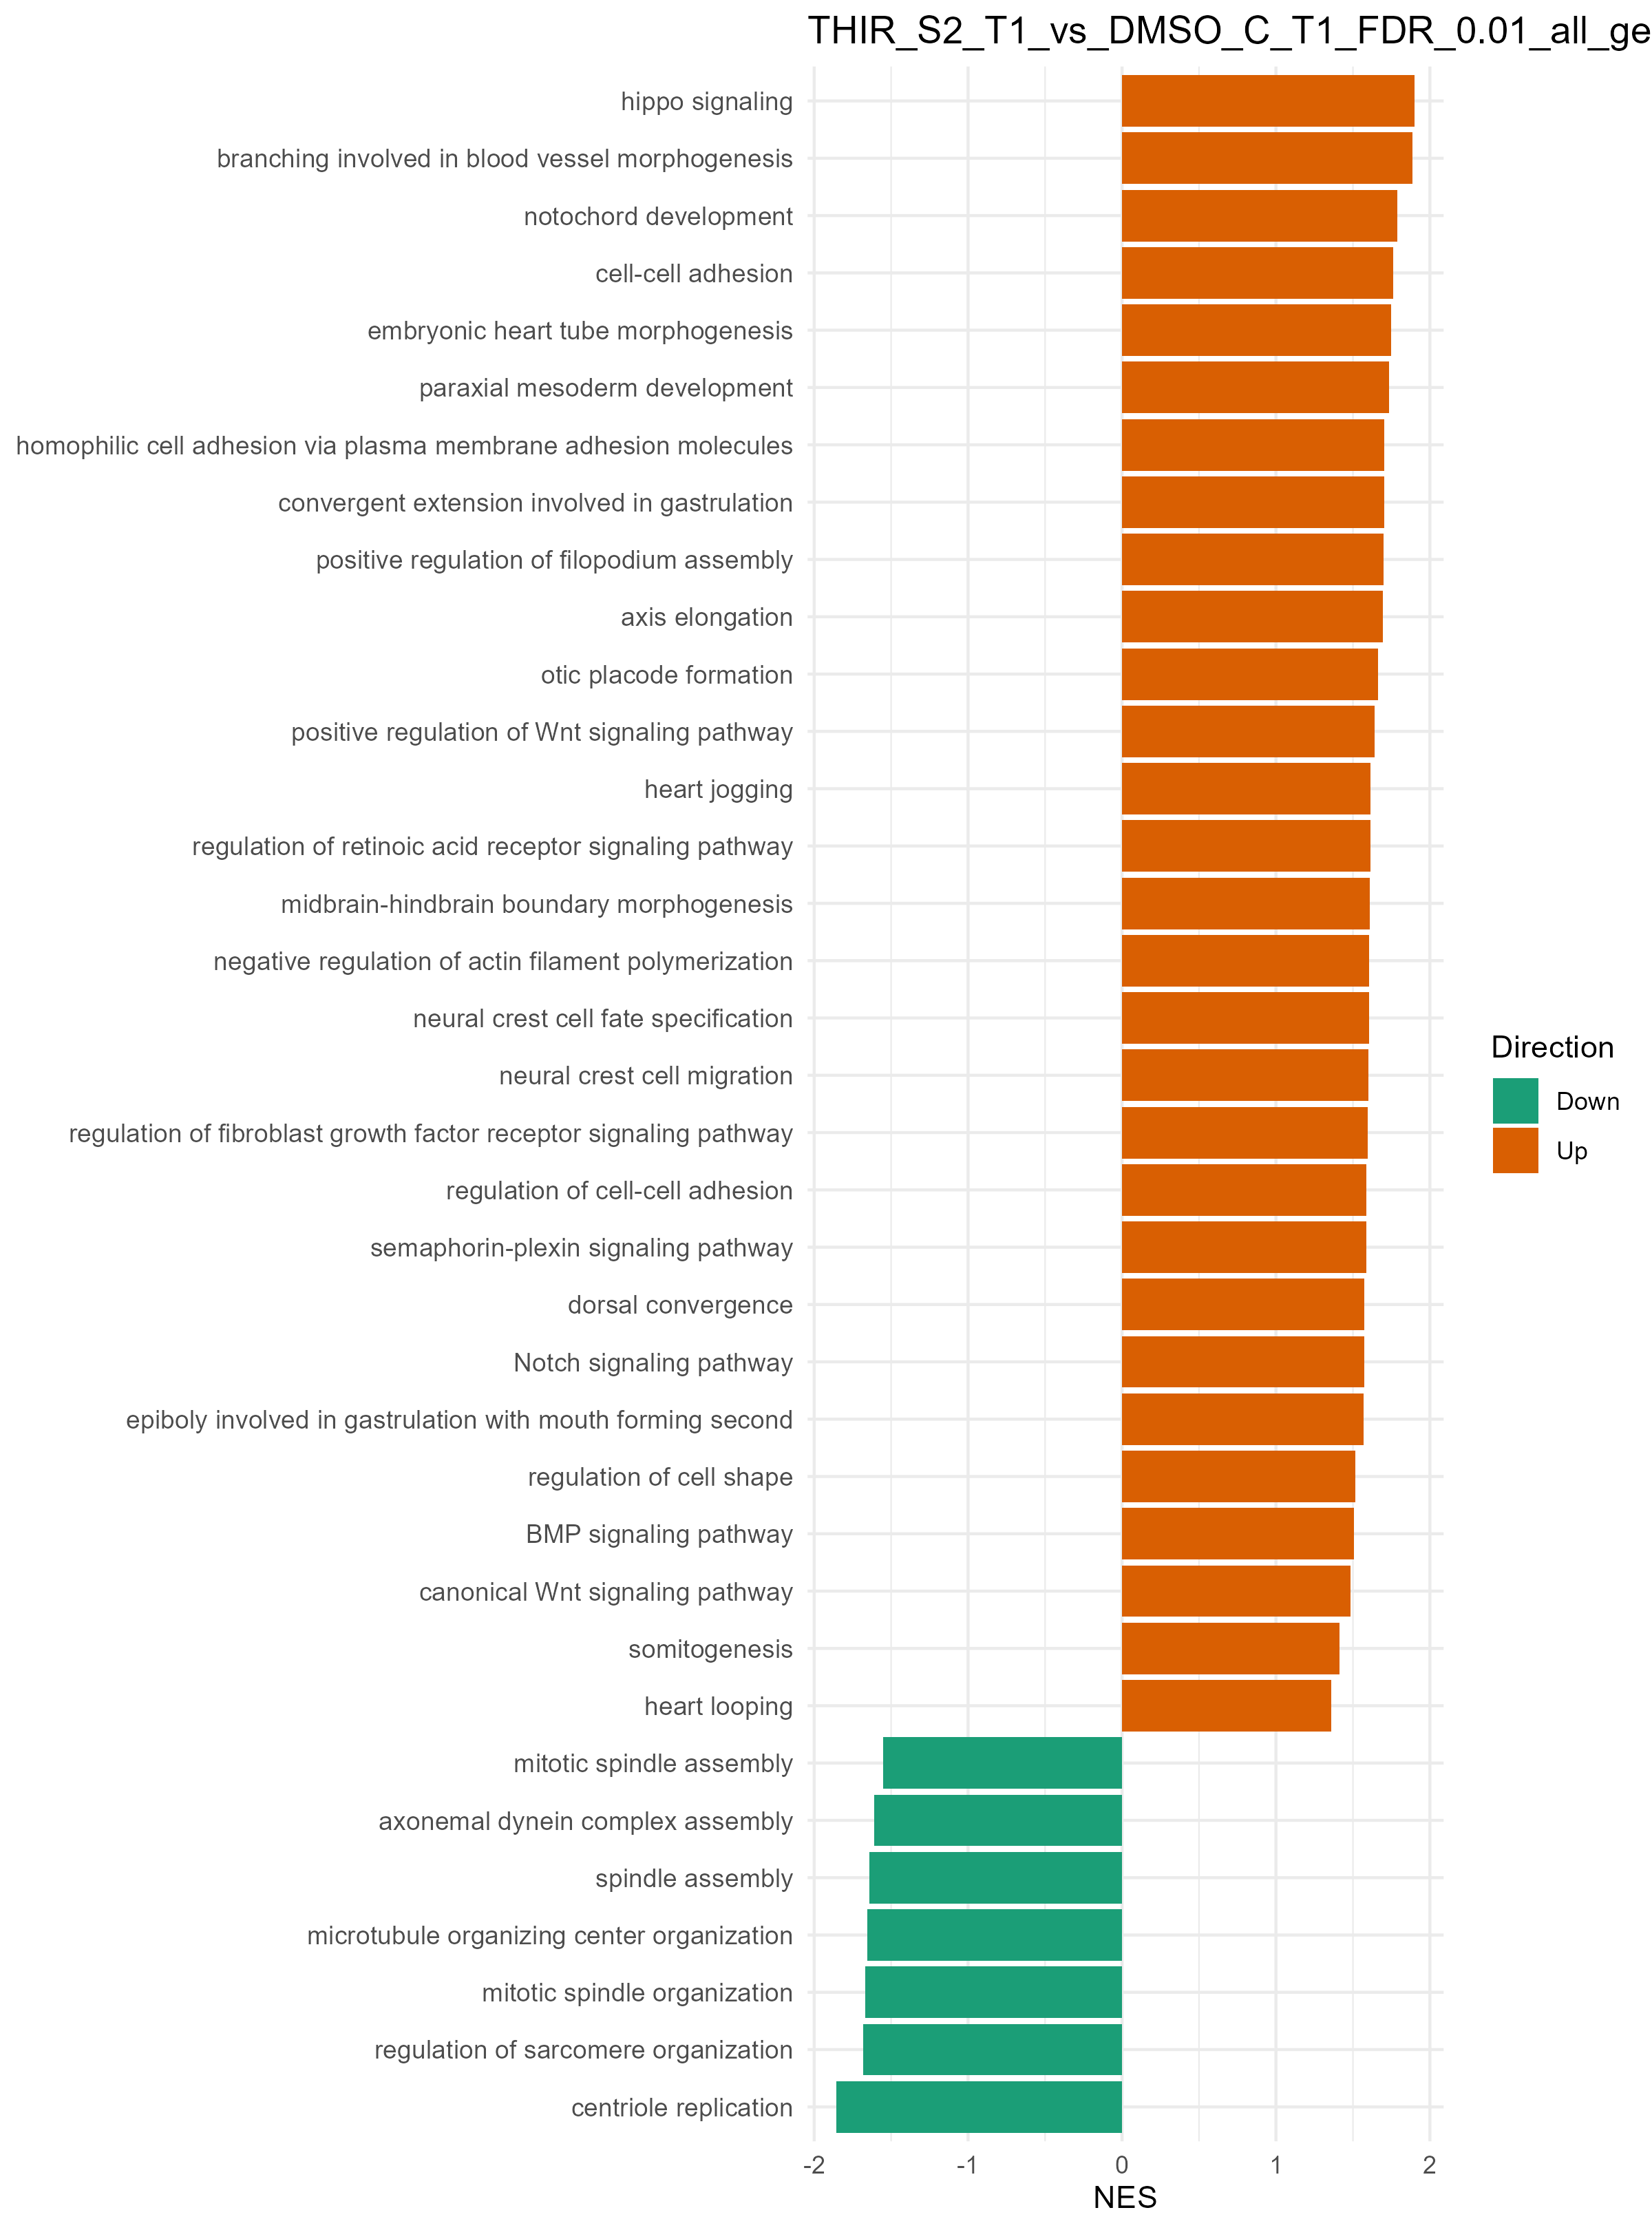 THIR_S2_T1_vs_DMSO_C_T1_FDR_0.01_all_ge
hippo signaling
branching involved in blood vessel morphogenesis
notochord development
cell-cell adhesion
embryonic heart tube morphogenesis
paraxial mesoderm development
homophilic cell adhesion via plasma membrane adhesion molecules
convergent extension involved in gastrulation
positive regulation of filopodium assembly
axis elongation
otic placode formation
positive regulation of Wnt signaling pathway
heart jogging
regulation of retinoic acid receptor signaling pathway
midbrain-hindbrain boundary morphogenesis
negative regulation of actin filament polymerization
neural crest cell fate specification
neural crest cell migration
regulation of fibroblast growth factor receptor signaling pathway
regulation of cell-cell adhesion
semaphorin-plexin signaling pathway
dorsal convergence
Notch signaling pathway
epiboly involved in gastrulation with mouth forming second
regulation of cell shape
BMP signaling pathway
canonical Wnt signaling pathway
somitogenesis
heart looping
mitotic spindle assembly
axonemal dynein complex assembly
spindle assembly
microtubule organizing center organization
mitotic spindle organization
regulation of sarcomere organization
centriole replication
-2 -1 0 1 2
NES
Direction
Down
Up